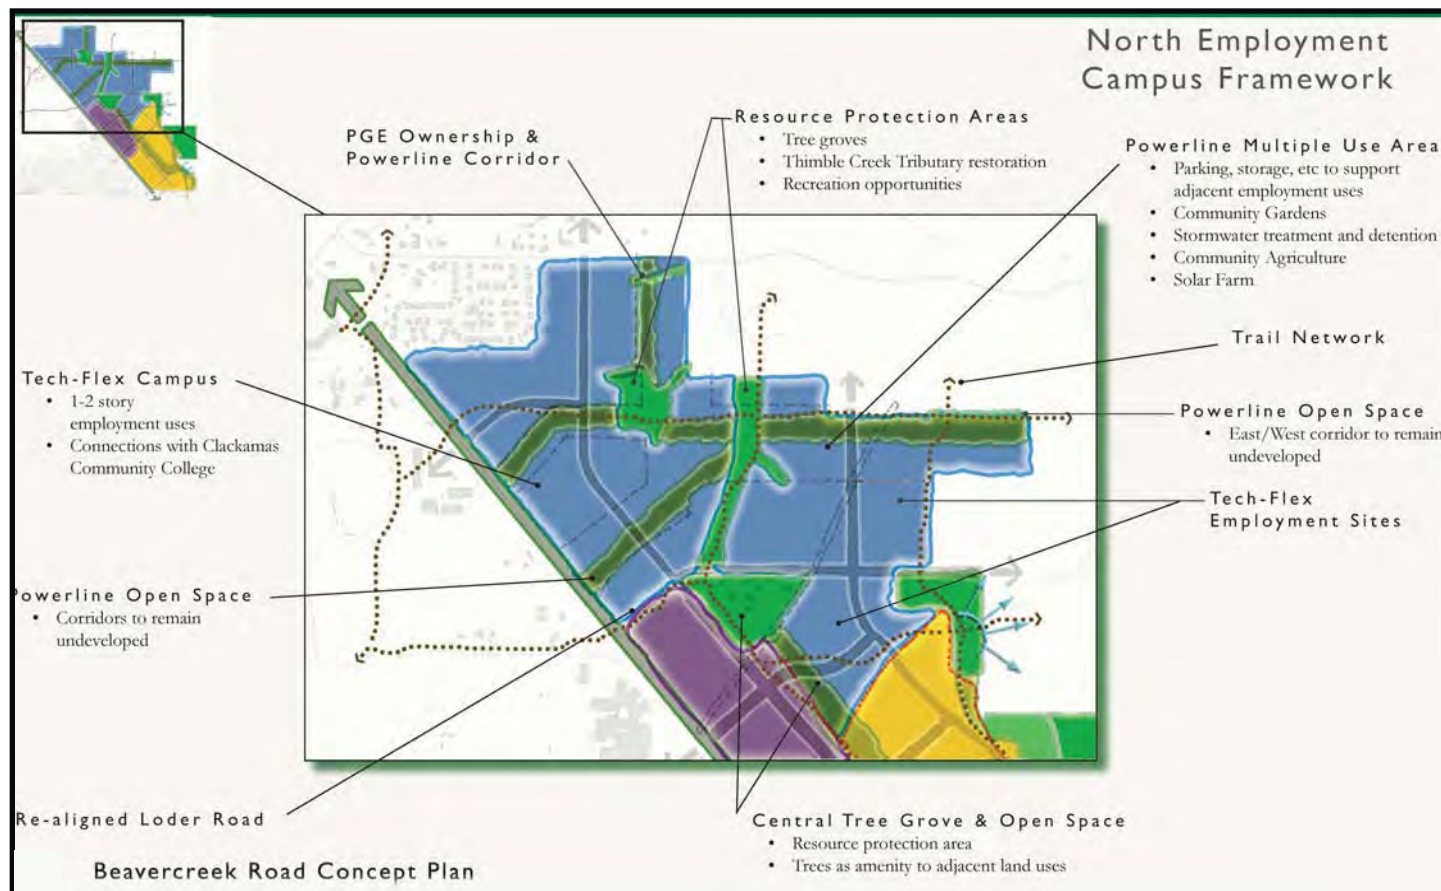 North Employment
Campus Framework
PGE Ownership &
Powerline Corridor
Resource Protection Areas
• Tree groves
• Thimble Creek Tributary restoration
• Recreation opportunities
Powerline Multiple Use Area
• Parking, storage, etc to support
adjacent employment uses
• Community Gardens
• Stormwater treatment and detention
• Community Agriculture
• Solar Farm
Trail Network
Tech-Flex Campus
• 1-2 story
employment uses
• Connections with Clackamas
Community College
Powerline Open Space
• East/West corridor to remain
undeveloped
Tech-Flex
Employment Sites
Powerline Open Space
• Corridors to remain
undeveloped
Re-aligned Loder Road
Central Tree Grove & Open Space
• Resource protection area
• Trees as amenity to adjacent land uses
Beavercreek Road Concept Plan